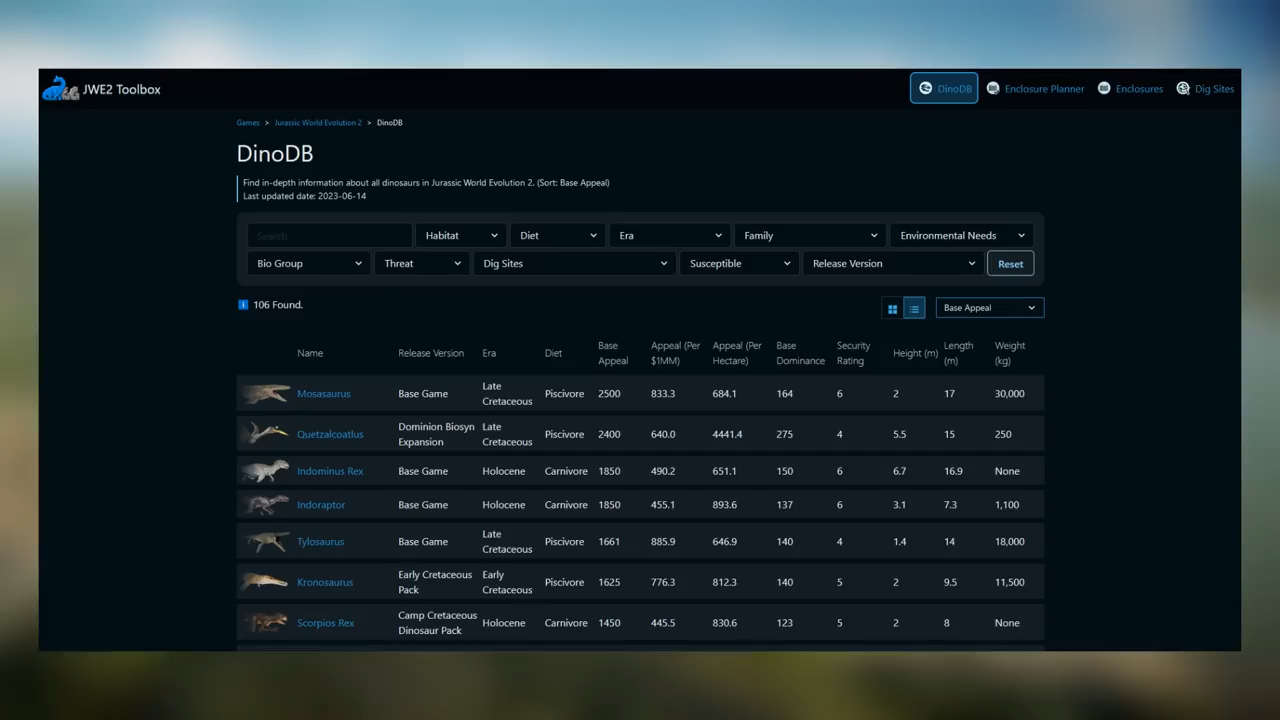 JWE2 Toolbox
DinoDB
Enclosure Planner
Enclosures
Dig Sites
Games > Jurassic World Evolution 2 > DinoDB
DinoDB
Find in-depth information about all dinosaurs in Jurassic World Evolution 2. (Sort: Base Appeal)
Last updated date: 2023-06-14
Search
Habitat
Diet
Era
Family
Environmental Needs
Bio Group
Threat
Dig Sites
Susceptible
Release Version
Reset
i 106 Found.
Base Appeal
Name Release Version Era Diet Base Appeal Appeal (Per $1MM) Appeal (Per Hectare) Base Dominance Security Rating Height (m) Length (m) Weight (kg)
Mosasaurus Base Game Late Cretaceous Piscivore 2500 833.3 684.1 164 6 2 17 30,000
Quetzalcoatlus Dominion Biosyn Expansion Late Cretaceous Piscivore 2400 640.0 4441.4 275 4 5.5 15 250
Indominus Rex Base Game Holocene Carnivore 1850 490.2 651.1 150 6 6.7 16.9 None
Indoraptor Base Game Holocene Carnivore 1850 455.1 893.6 137 6 3.1 7.3 1,100
Tylosaurus Base Game Late Cretaceous Piscivore 1661 885.9 646.9 140 4 1.4 14 18,000
Kronosaurus Early Cretaceous Pack Early Cretaceous Piscivore 1625 776.3 812.3 140 5 2 9.5 11,500
Scorpios Rex Camp Cretaceous Dinosaur Pack Holocene Carnivore 1450 445.5 830.6 123 5 2 8 None